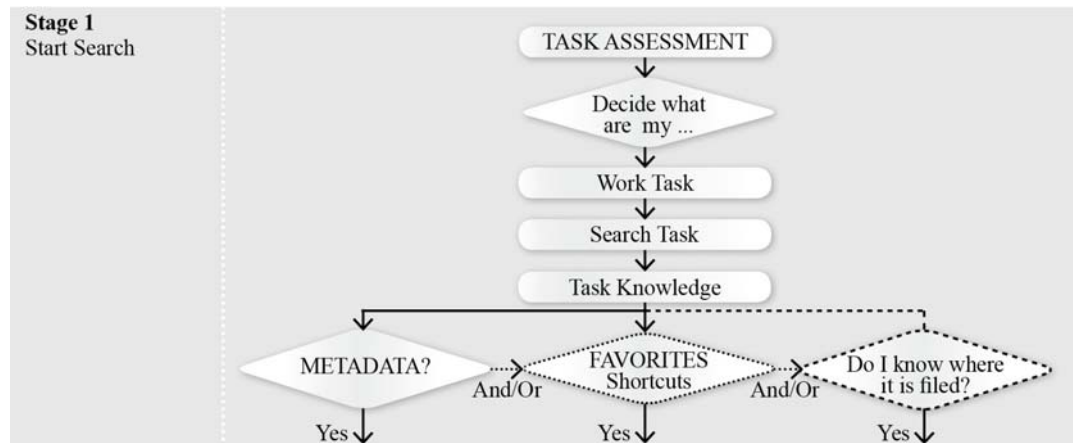 Stage 1
Start Search
TASK ASSESSMENT
Decide what
are my ...
Work Task
Search Task
Task Knowledge
METADATA?
And/Or
FAVORITES
Shortcuts
And/Or
Do I know where
it is filed?
Yes
Yes
Yes